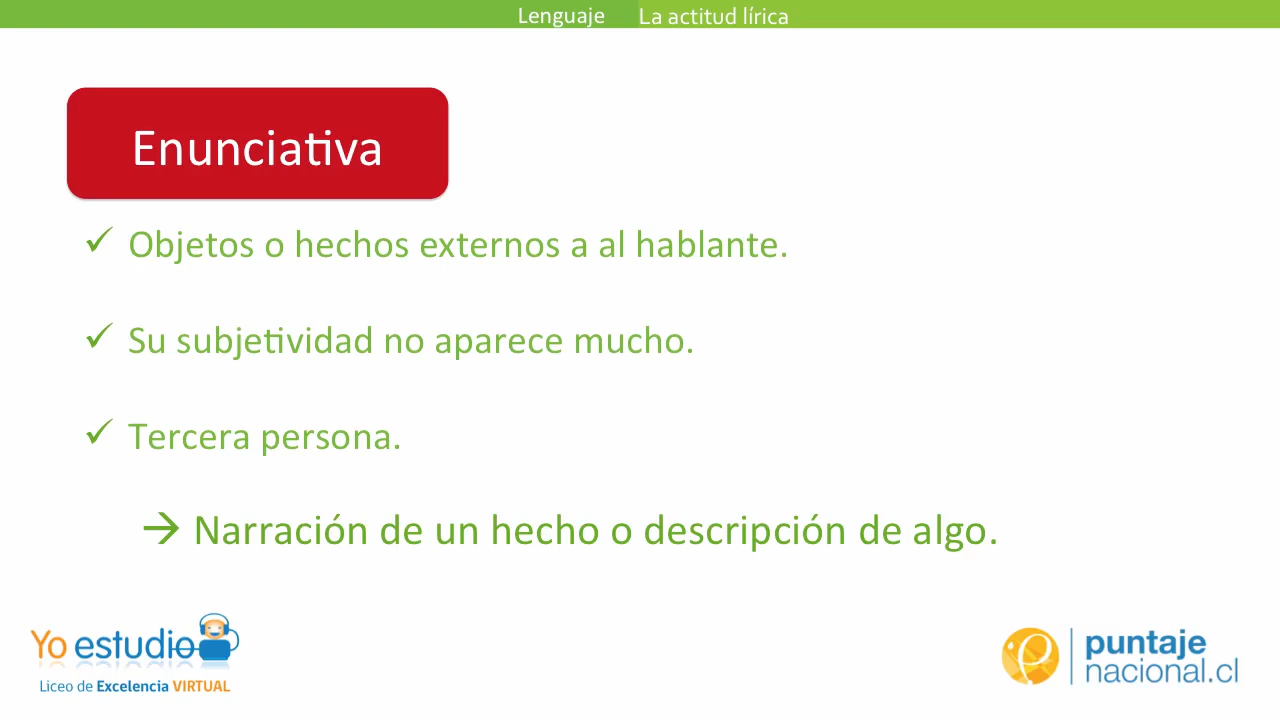 Lenguaje La actitud lírica
Enunciativa
✓ Objetos o hechos externos a al hablante.
✓ Su subjetividad no aparece mucho.
✓ Tercera persona.
→ Narración de un hecho o descripción de algo.
Yo estudio
Liceo de Excelencia VIRTUAL
puntaje
nacional.cl